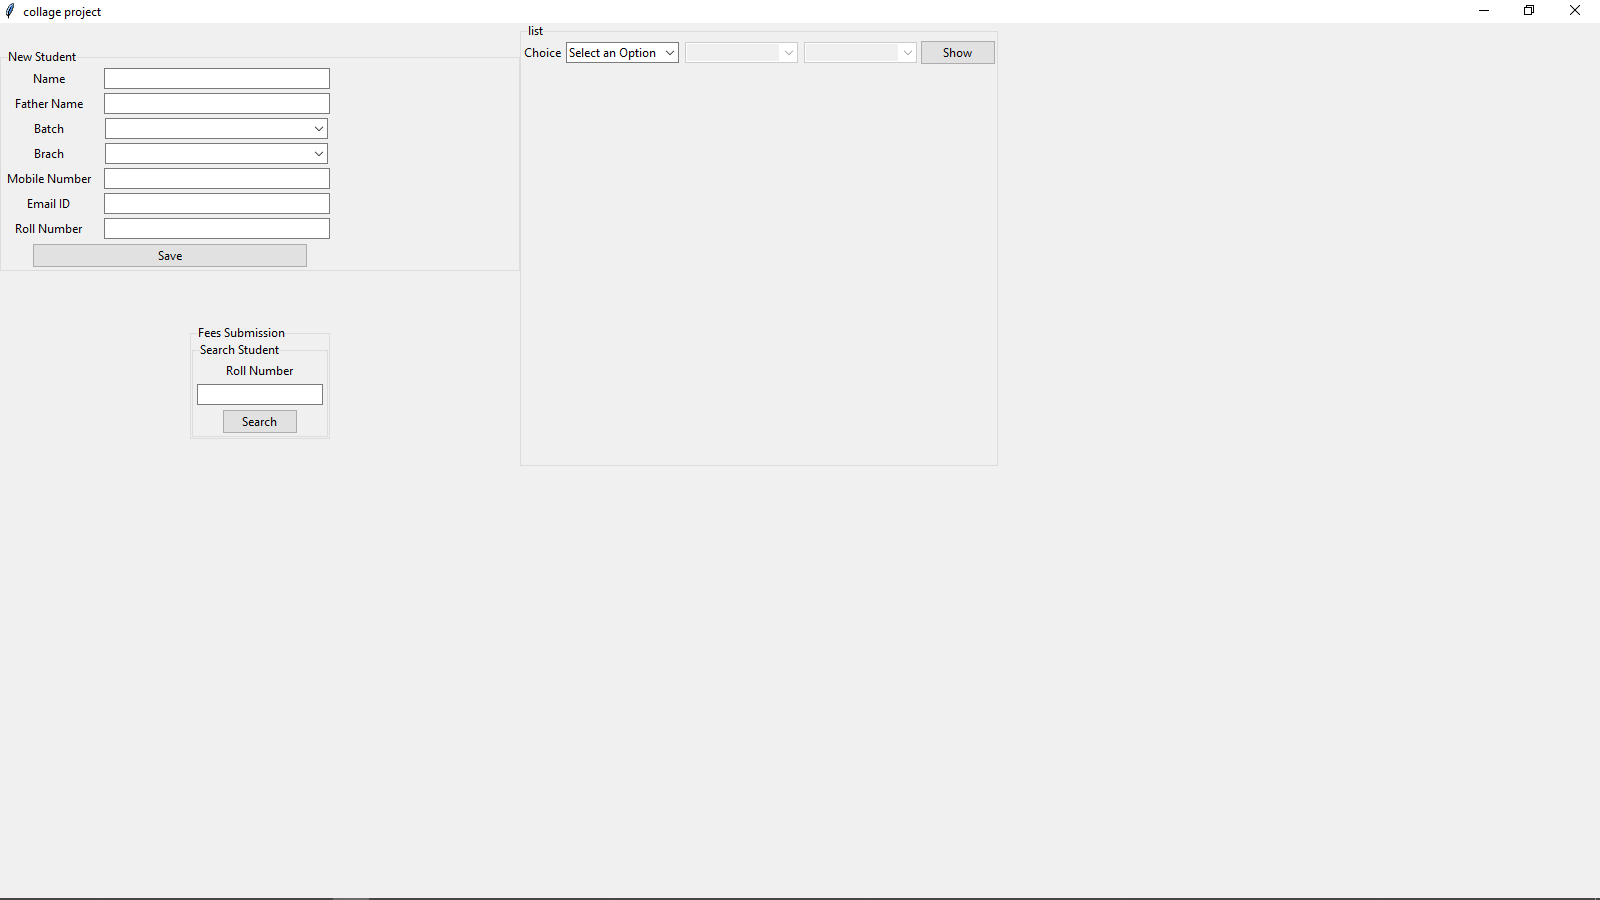 collage project
New Student
Name
Father Name
Batch
Brach
Mobile Number
Email ID
Roll Number
Save
Fees Submission
Search Student
Roll Number
Search
list
Choice Select an Option Show